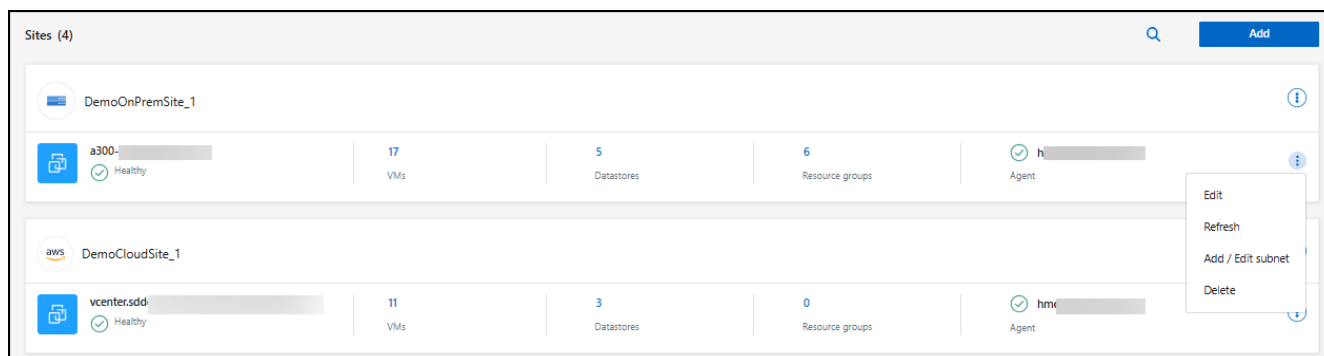 Sites (4)
Add
DemoOnPremSite_1
a300-
Healthy
17
VMs
5
Datastores
6
Resource groups
h
Agent
Edit
Refresh
Add / Edit subnet
Delete
aws
DemoCloudSite_1
vcenter.sdd
Healthy
11
VMs
3
Datastores
0
Resource groups
Agent